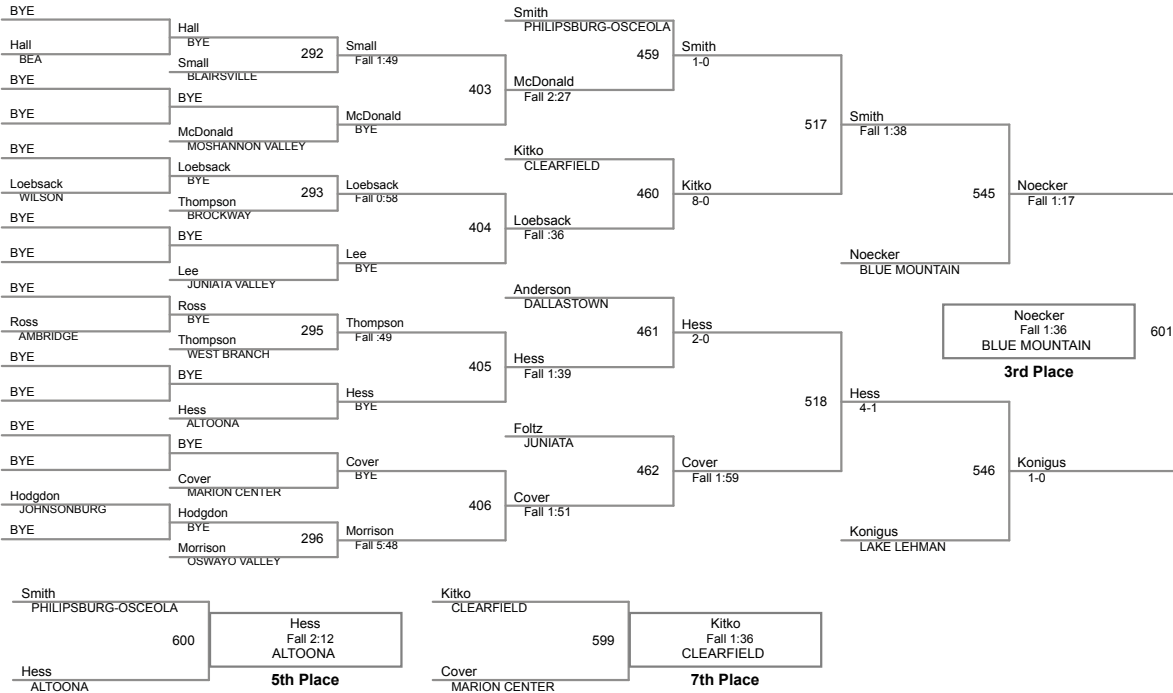 BYE
Hall
BEA
BYE
BYE
BYE
Loebsack
WILSON
BYE
BYE
BYE
Ross
AMBRIDGE
BYE
BYE
BYE
BYE
Hodgdon
JOHNSONBURG
BYE
Hall
BYE
292
Small
BLAIRSVILLE
BYE
McDonald
MOSHANNON VALLEY
Loebsack
BYE
293
Thompson
BROCKWAY
BYE
Lee
JUNIATA VALLEY
Ross
BYE
295
Thompson
WEST BRANCH
BYE
Hess
ALTOONA
BYE
Cover
MARION CENTER
Hodgdon
BYE
296
Morrison
OSWAYO VALLEY
Small
Fall 1:49
403
McDonald
BYE
Loebsack
Fall 0:58
404
Lee
BYE
Thompson
Fall :49
405
Hess
BYE
Cover
BYE
406
Morrison
Fall 5:48
Smith
PHILIPSBURG-OSCEOLA
459
McDonald
Fall 2:27
Kitko
CLEARFIELD
460
Loebsack
Fall :36
Anderson
DALLASTOWN
461
Hess
Fall 1:39
Foltz
JUNIATA
462
Cover
Fall 1:51
Smith
1-0
517
Kitko
8-0
Hess
2-0
518
Cover
Fall 1:59
Smith
Fall 1:38
545
Noecker
BLUE MOUNTAIN
Hess
4-1
546
Konigus
LAKE LEHMAN
Noecker
Fall 1:17
Noecker
Fall 1:36
BLUE MOUNTAIN
601
3rd Place
Konigus
1-0
Smith
PHILIPSBURG-OSCEOLA
600
Hess
ALTOONA
Hess
Fall 2:12
ALTOONA
5th Place
Kitko
CLEARFIELD
599
Cover
MARION CENTER
Kitko
Fall 1:36
CLEARFIELD
7th Place